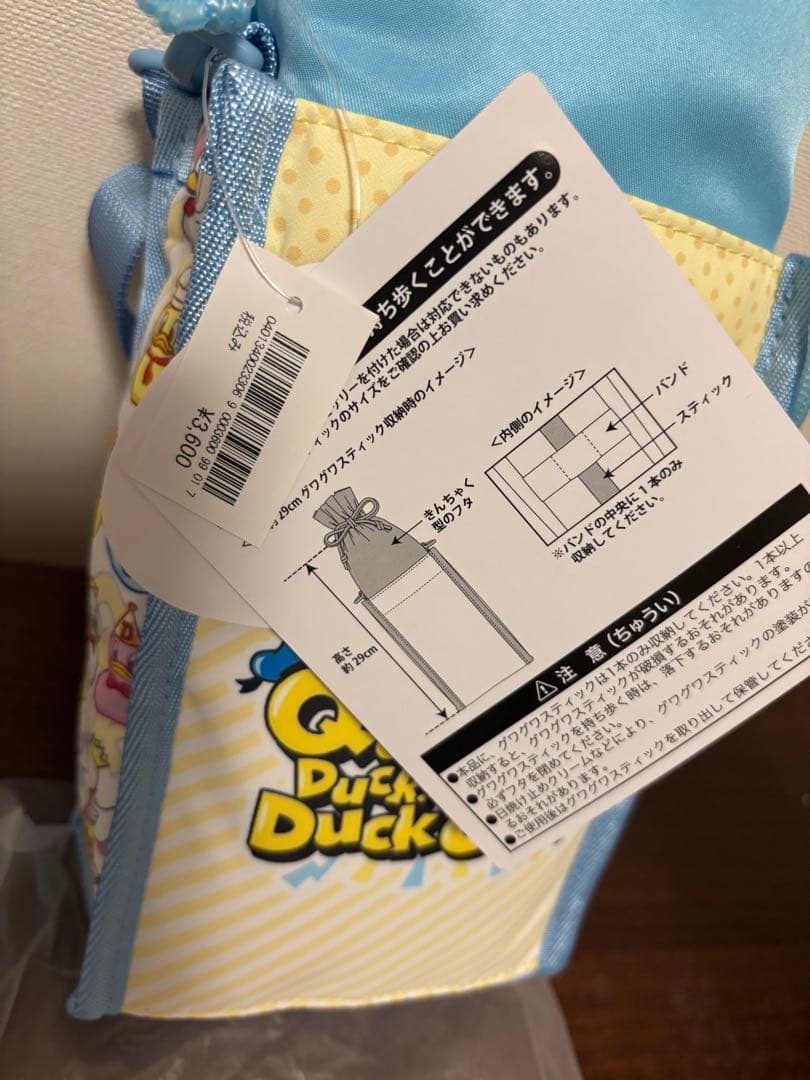 持ち歩くことができます。
リーを付けた場合は対応できないものもあります。
ィックのサイズをご確認の上お買い求めください。
グワグワスティック収納時のイメージ>
29cm
きんちゃく
型のフタ
高さ
約29cm
<内側のイメージ>
バンド
スティック
※バンドの中央に1本のみ
収納してください。
注 意 (ちゅうい)
●本品に、グワグワスティックは1本のみ収納してください。1本以上
収納すると、グワグワスティックが破損するおそれがあります。
●グワグワスティックを持ち歩く時は、落下するおそれがありますの
必ずフタを閉めてください。
●日焼け止めクリームなどにより、グワグワスティックの塗装が
るおそれがあります。
●ご使用後はグワグワスティックを取り出して保管してくださ
0401340023306 9 0003600 99 01 7
税込み
¥3,600
Duck
Duck